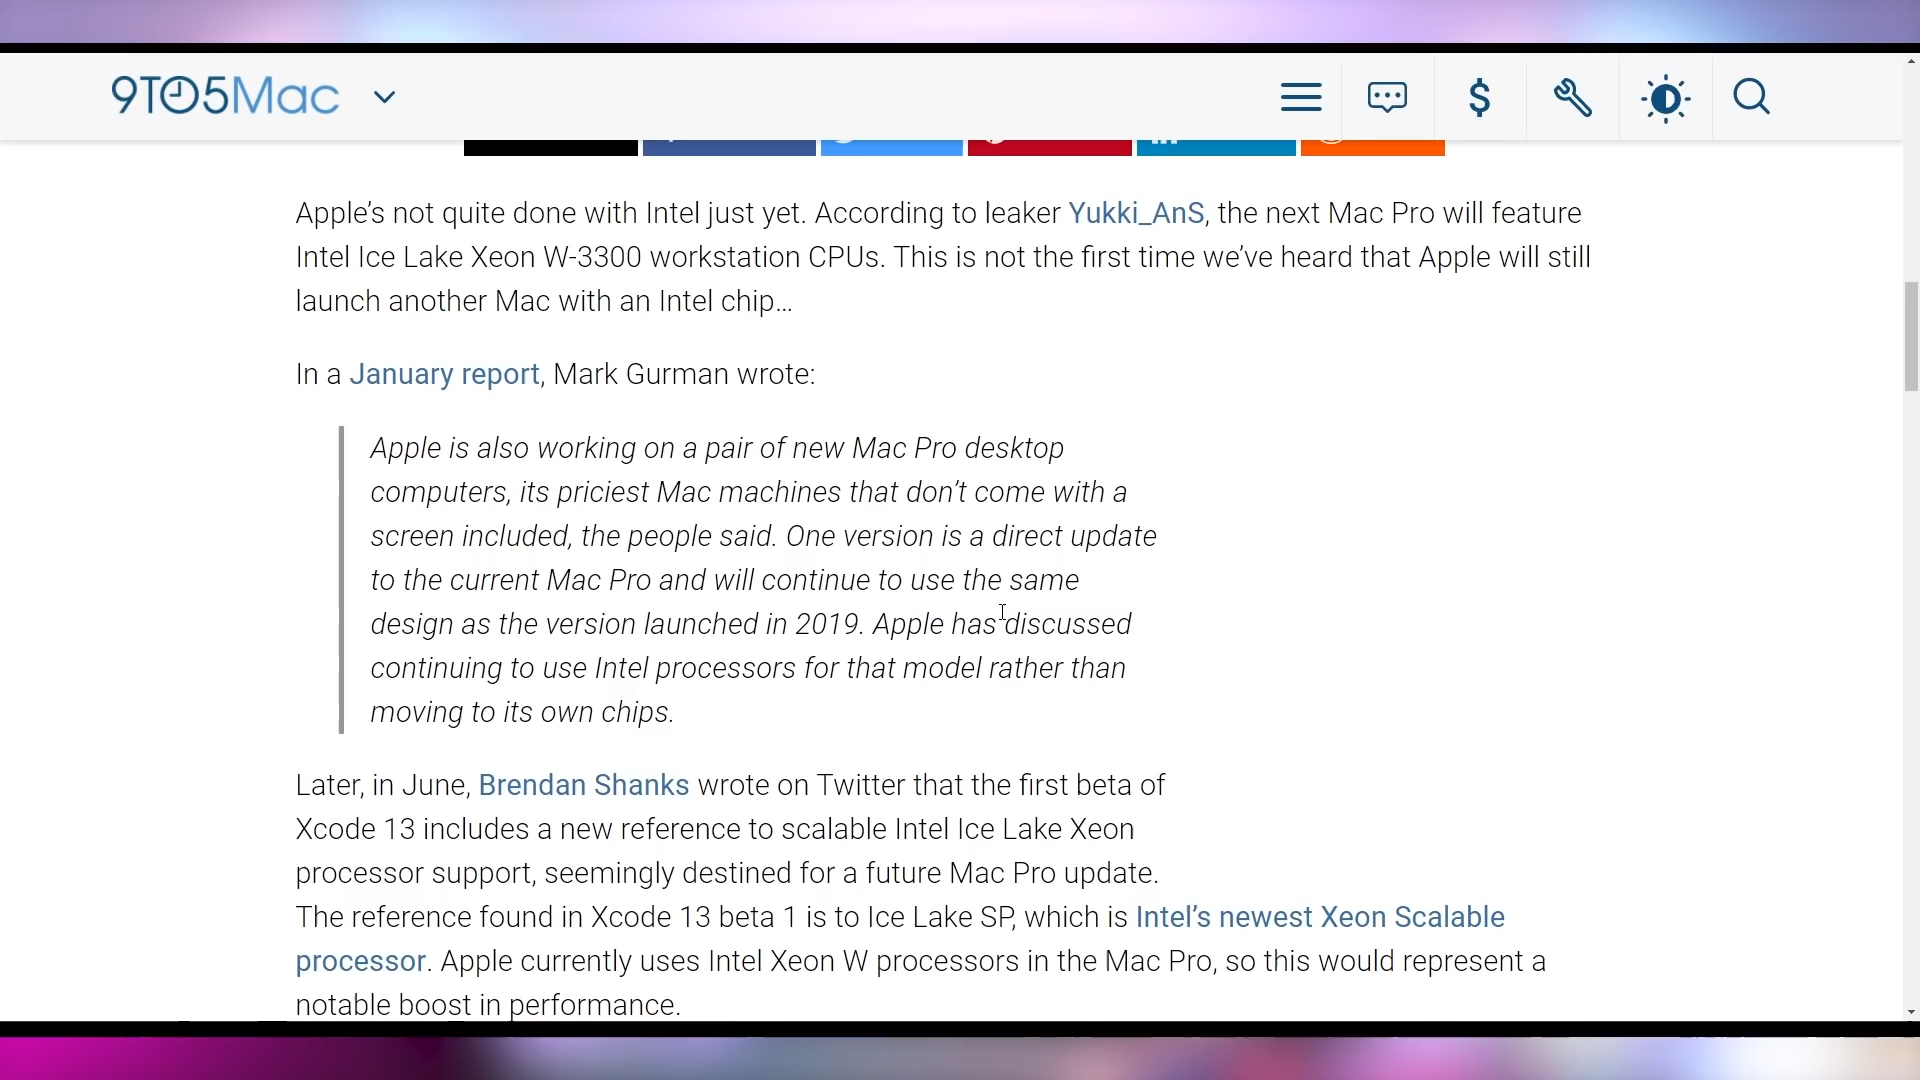 9TO5Mac
Apple’s not quite done with Intel just yet. According to leaker Yukki_AnS, the next Mac Pro will feature
Intel Ice Lake Xeon W-3300 workstation CPUs. This is not the first time we’ve heard that Apple will still
launch another Mac with an Intel chip…
In a January report, Mark Gurman wrote:
Apple is also working on a pair of new Mac Pro desktop
computers, its priciest Mac machines that don’t come with a
screen included, the people said. One version is a direct update
to the current Mac Pro and will continue to use the same
design as the version launched in 2019. Apple has discussed
continuing to use Intel processors for that model rather than
moving to its own chips.
Later, in June, Brendan Shanks wrote on Twitter that the first beta of
Xcode 13 includes a new reference to scalable Intel Ice Lake Xeon
processor support, seemingly destined for a future Mac Pro update.
The reference found in Xcode 13 beta 1 is to Ice Lake SP, which is Intel’s newest Xeon Scalable
processor. Apple currently uses Intel Xeon W processors in the Mac Pro, so this would represent a
notable boost in performance.